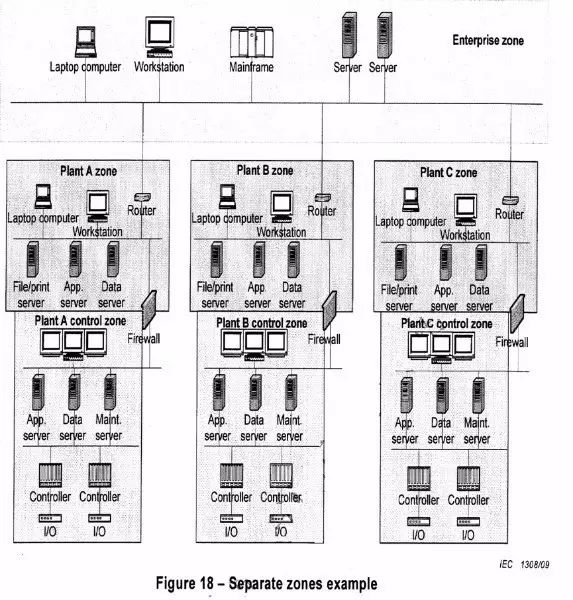 Enterprise zone
Laptop computer Workstation Mainframe Server Server
Plant A zone
Laptop computer
Workstation
Router
File/print server
App. server
Data server
Plant A control zone
Firewall
App. server
Data server
Maint. server
Controller Controller
I/O I/O
Plant B zone
Laptop computer
Workstation
Router
File/print server
App. server
Data server
Plant B control zone
Firewall
App. server
Data server
Maint. server
Controller Controller
I/O I/O
Plant C zone
Laptop computer
Workstation
Router
File/print server
App. server
Data server
Plant C control zone
Firewall
App. server
Data server
Maint. server
Controller Controller
I/O I/O
IEC 1308/09
Figure 18 – Separate zones example